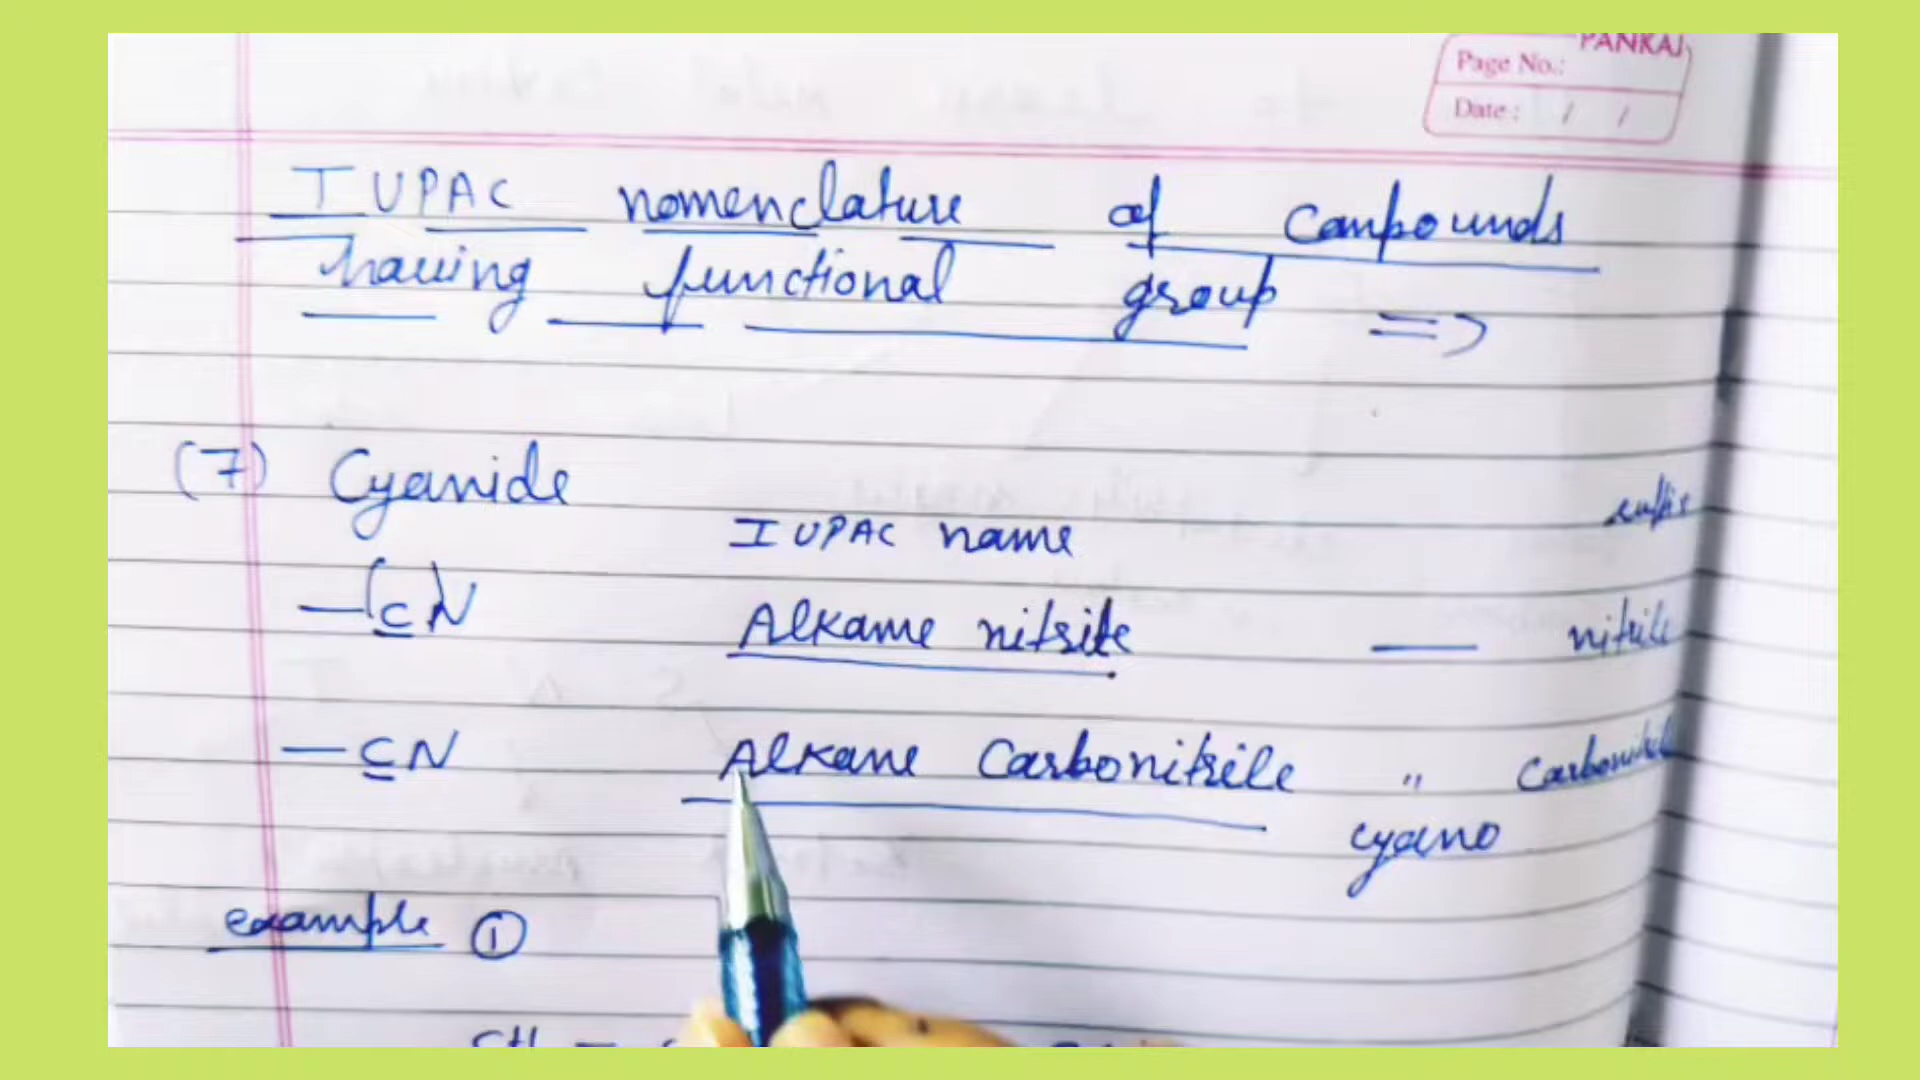 PANKAJ
Page No.:
Date : / /
IUPAC nomenclature of Compounds
having functional group =>
(7) Cyanide
IUPAC name suffix
—(CN Alkane nitrile — nitrile
—CN Alkane Carbonitrile " Carbonitrile
cyano
example ①